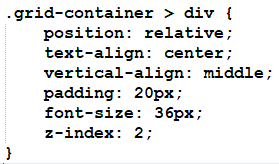 .grid-container > div {
    position: relative;
    text-align: center;
    vertical-align: middle;
    padding: 20px;
    font-size: 36px;
    z-index: 2;
}